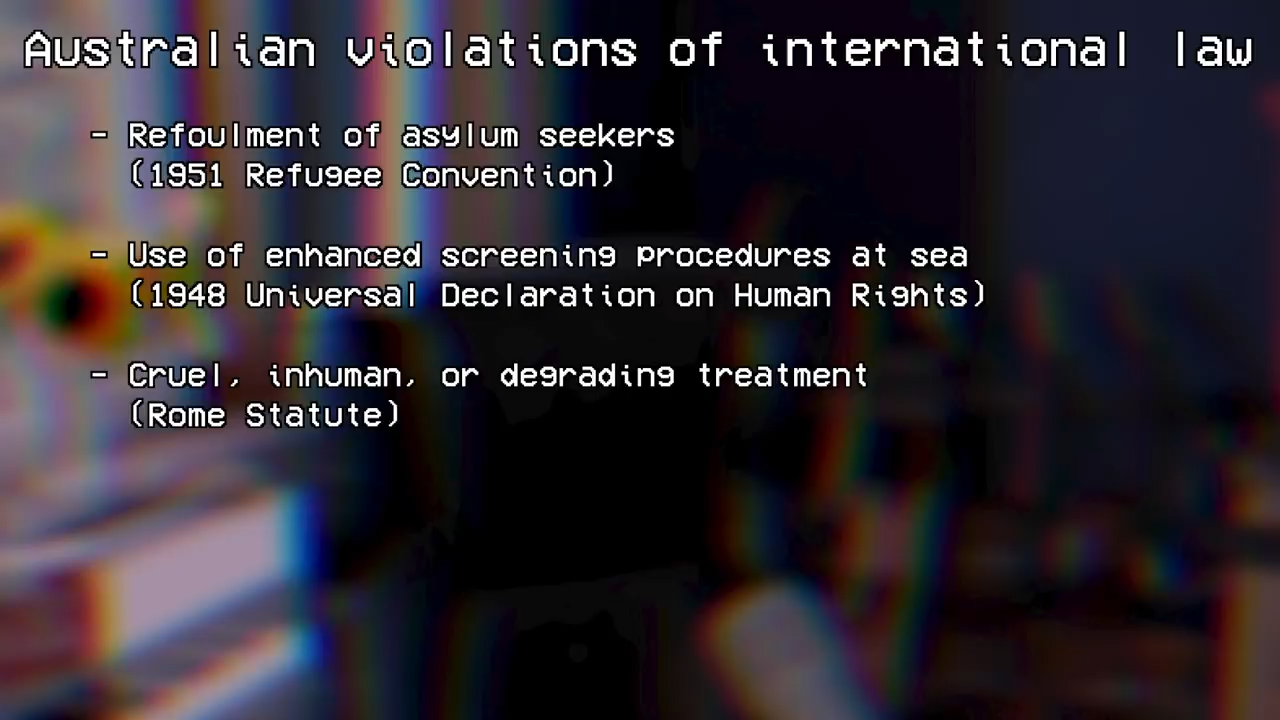 Australian violations of international law
- Refoulment of asylum seekers
(1951 Refugee Convention)
- Use of enhanced screening procedures at sea
(1948 Universal Declaration on Human Rights)
- Cruel, inhuman, or degrading treatment
(Rome Statute)